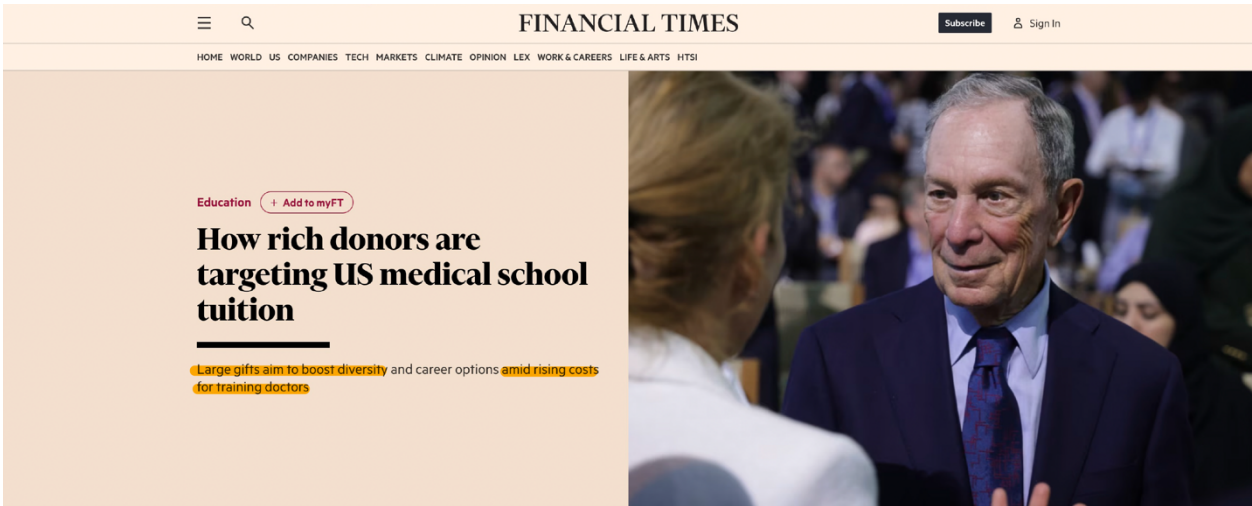 FINANCIAL TIMES
Subscribe
Sign In
HOME WORLD US COMPANIES TECH MARKETS CLIMATE OPINION LEX WORK & CAREERS LIFE & ARTS HTSI
Education + Add to myFT
How rich donors are
targeting US medical school
tuition
Large gifts aim to boost diversity and career options amid rising costs
for training doctors